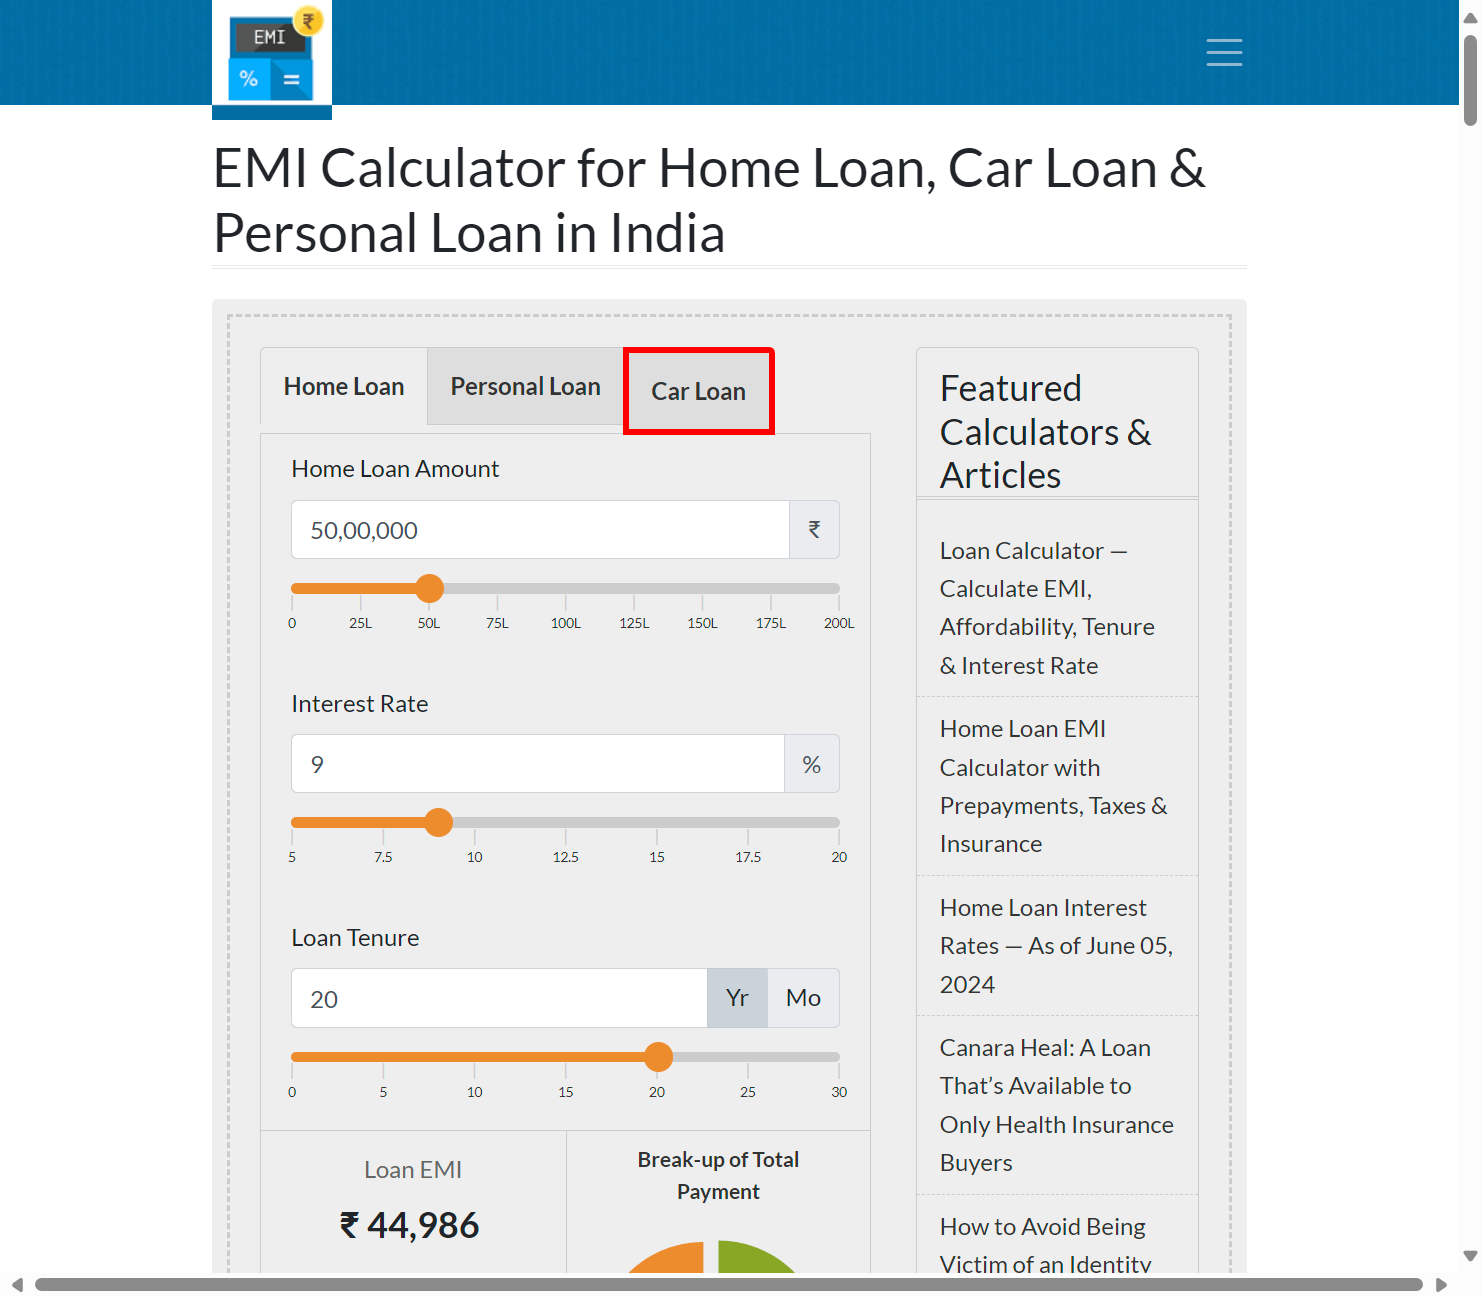 EMI
₹
% =
EMI Calculator for Home Loan, Car Loan &
Personal Loan in India
Home Loan
Personal Loan
Car Loan
Home Loan Amount
50,00,000
₹
0 25L 50L 75L 100L 125L 150L 175L 200L
Interest Rate
9
%
5 7.5 10 12.5 15 17.5 20
Loan Tenure
20
Yr
Mo
0 5 10 15 20 25 30
Loan EMI
₹ 44,986
Break-up of Total
Payment
Featured
Calculators &
Articles
Loan Calculator —
Calculate EMI,
Affordability, Tenure
& Interest Rate
Home Loan EMI
Calculator with
Prepayments, Taxes &
Insurance
Home Loan Interest
Rates — As of June 05,
2024
Canara Heal: A Loan
That’s Available to
Only Health Insurance
Buyers
How to Avoid Being
Victim of an Identity